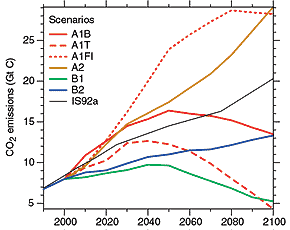 Scenarios
A1B
A1T
A1FI
A2
B1
B2
IS92a
CO2 emissions (Gt C)
25
20
15
10
5
2000
2020
2040
2060
2080
2100